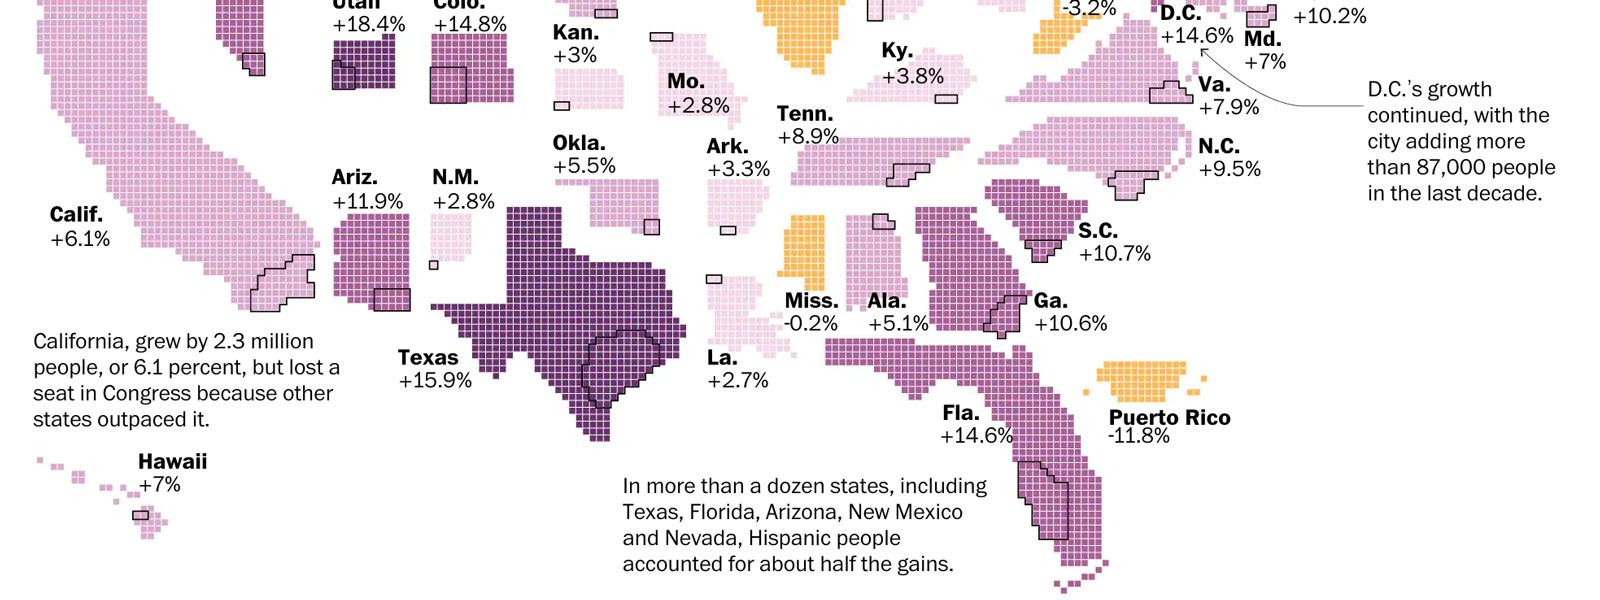 Utah
+18.4%
Colo.
+14.8%
Kan.
+3%
Mo.
+2.8%
Ky.
+3.8%
-3.2%
D.C.
+14.6%
Md.
+7%
+10.2%
Va.
+7.9%
D.C.’s growth
continued, with the
city adding more
than 87,000 people
in the last decade.
Tenn.
+8.9%
N.C.
+9.5%
Okla.
+5.5%
Ark.
+3.3%
Ariz.
+11.9%
N.M.
+2.8%
Calif.
+6.1%
S.C.
+10.7%
Miss.
-0.2%
Ala.
+5.1%
Ga.
+10.6%
California, grew by 2.3 million
people, or 6.1 percent, but lost a
seat in Congress because other
states outpaced it.
Texas
+15.9%
La.
+2.7%
Fla.
+14.6%
Puerto Rico
-11.8%
Hawaii
+7%
In more than a dozen states, including
Texas, Florida, Arizona, New Mexico
and Nevada, Hispanic people
accounted for about half the gains.